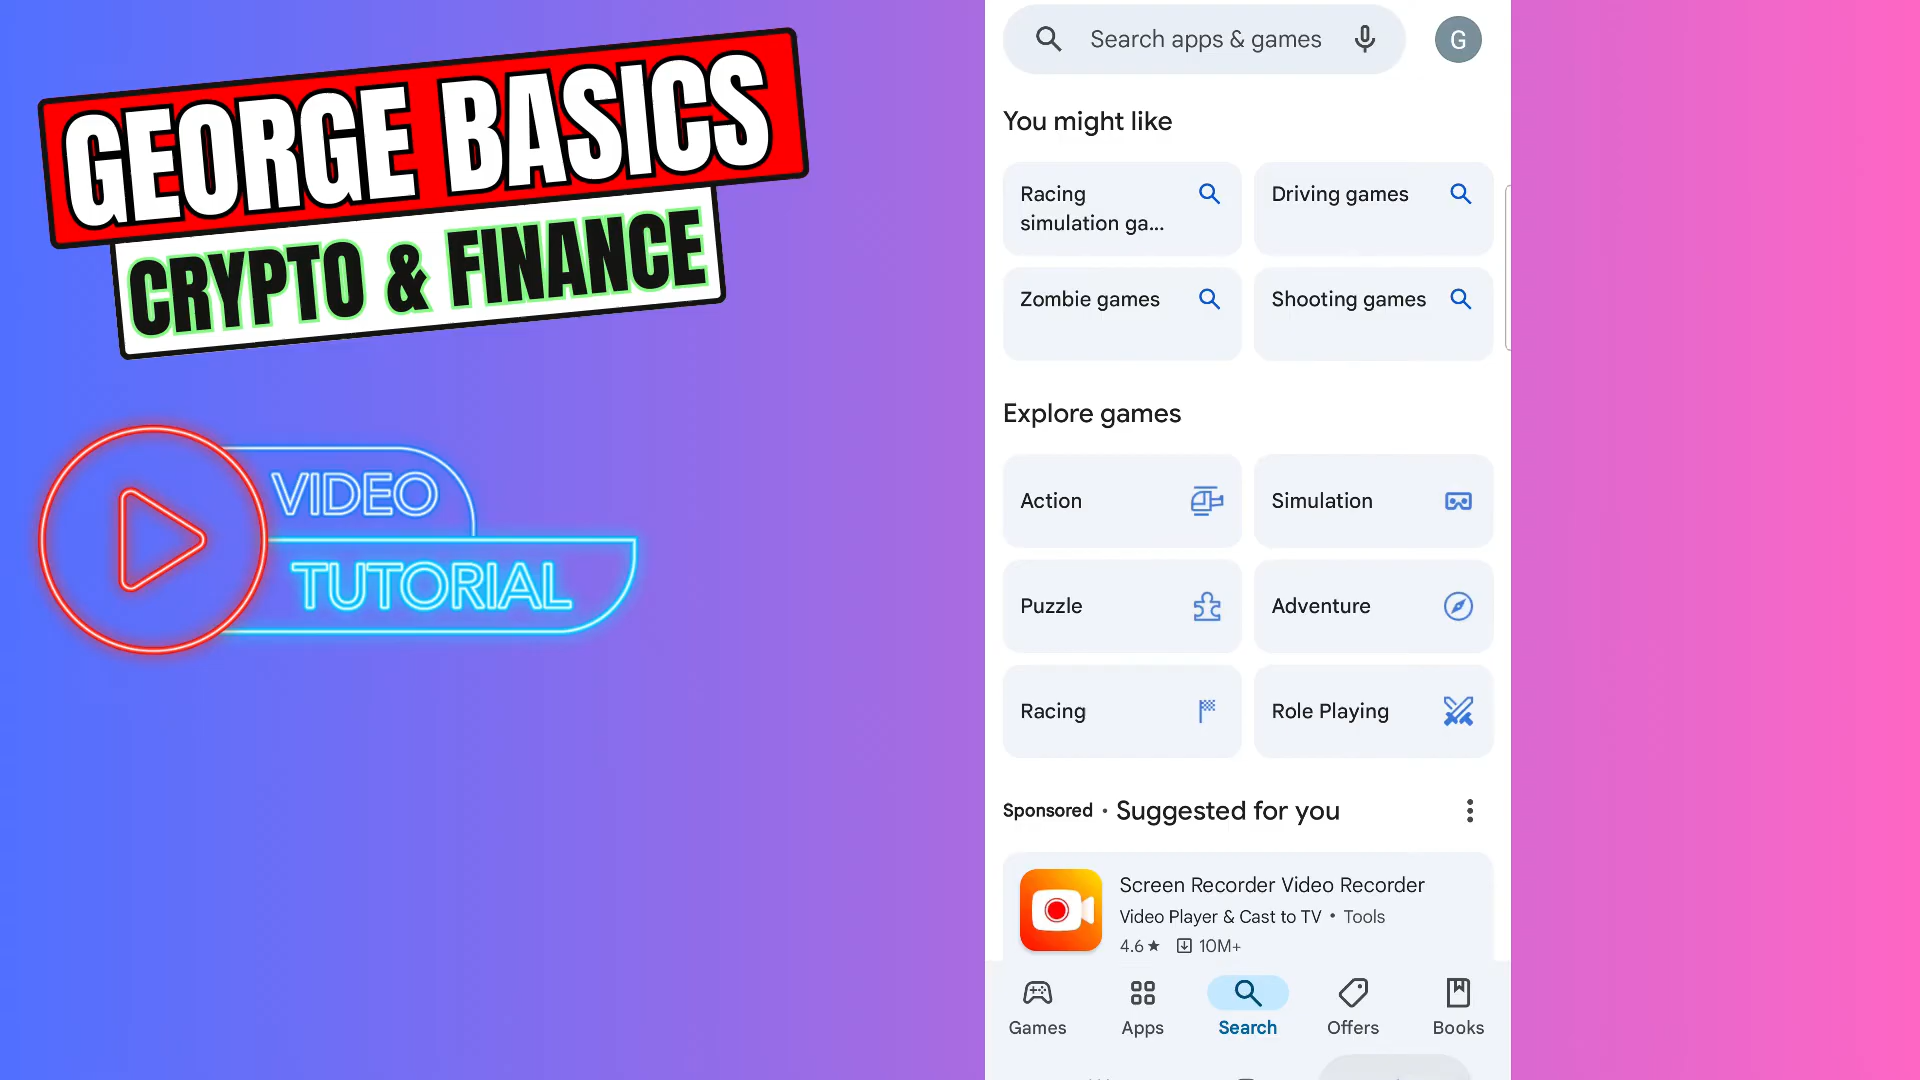 GEORGE BASICS
CRYPTO & FINANCE
VIDEO
TUTORIAL
Search apps & games
G
You might like
Racing
simulation ga...
Driving games
Zombie games
Shooting games
Explore games
Action
Simulation
Puzzle
Adventure
Racing
Role Playing
Sponsored · Suggested for you
Screen Recorder Video Recorder
Video Player & Cast to TV • Tools
4.6★ 10M+
Games
Apps
Search
Offers
Books